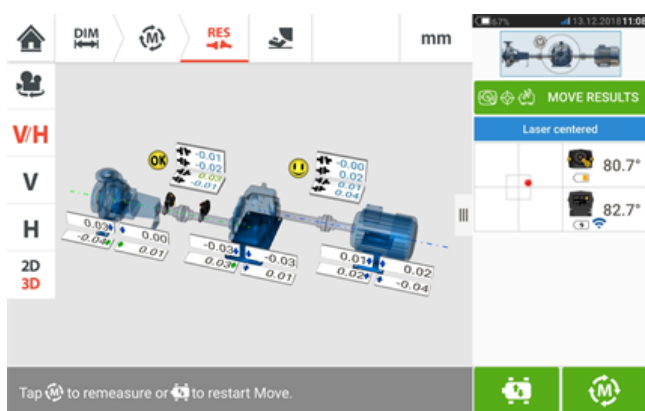 DIM
M
RES
mm
67%
13.12.2018 11:08
MOVE RESULTS
Laser centered
80.7°
82.7°
V/H
V
H
2D
3D
OK
-0.01
-0.02
0.03
-0.01
-0.00
0.02
0.01
0.04
0.03
0.00
-0.04
0.01
-0.03
-0.03
0.03
0.01
0.01
0.02
0.02
-0.04
Tap M to remeasure or to restart Move.
M